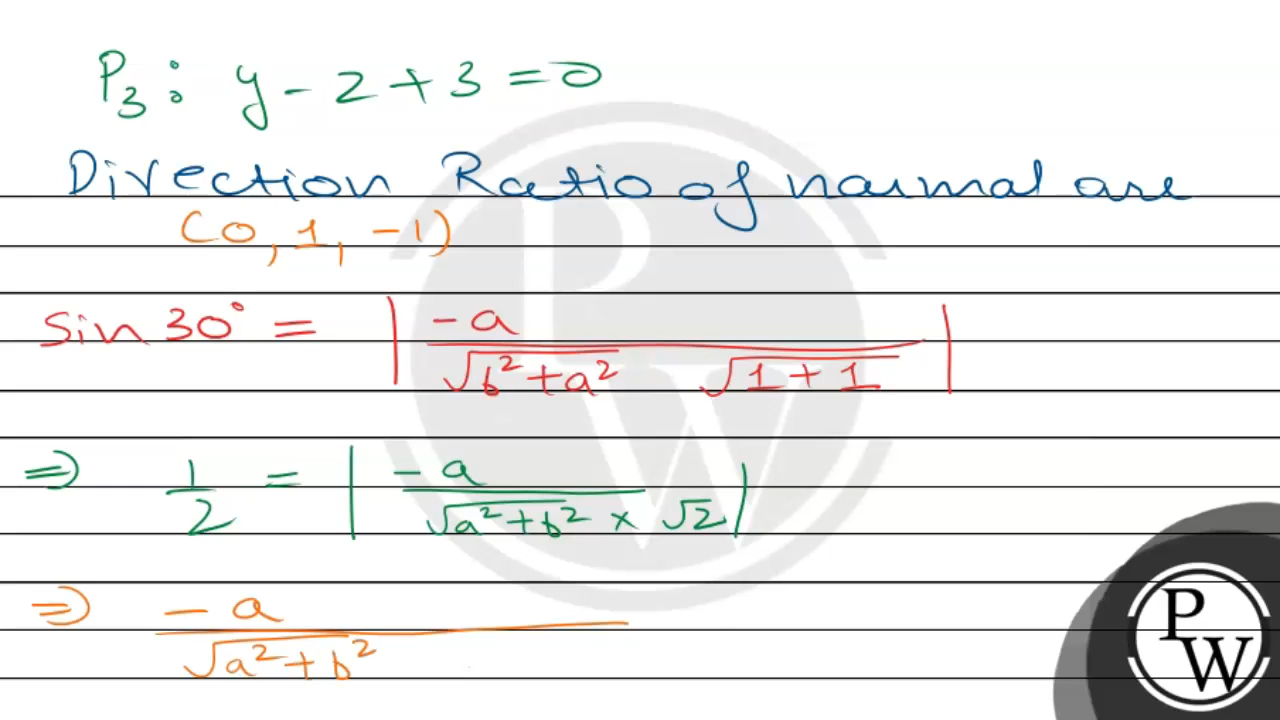 P₃: y - z + 3 = 0
Direction Ratio of normal are
(0, 1, -1)
sin 30° = | -a / √(b² + a²) √(1 + 1) |
⇒ 1/2 = | -a / √(a² + b²) × √2 |
⇒ -a / √(a² + b²)
PW
PW